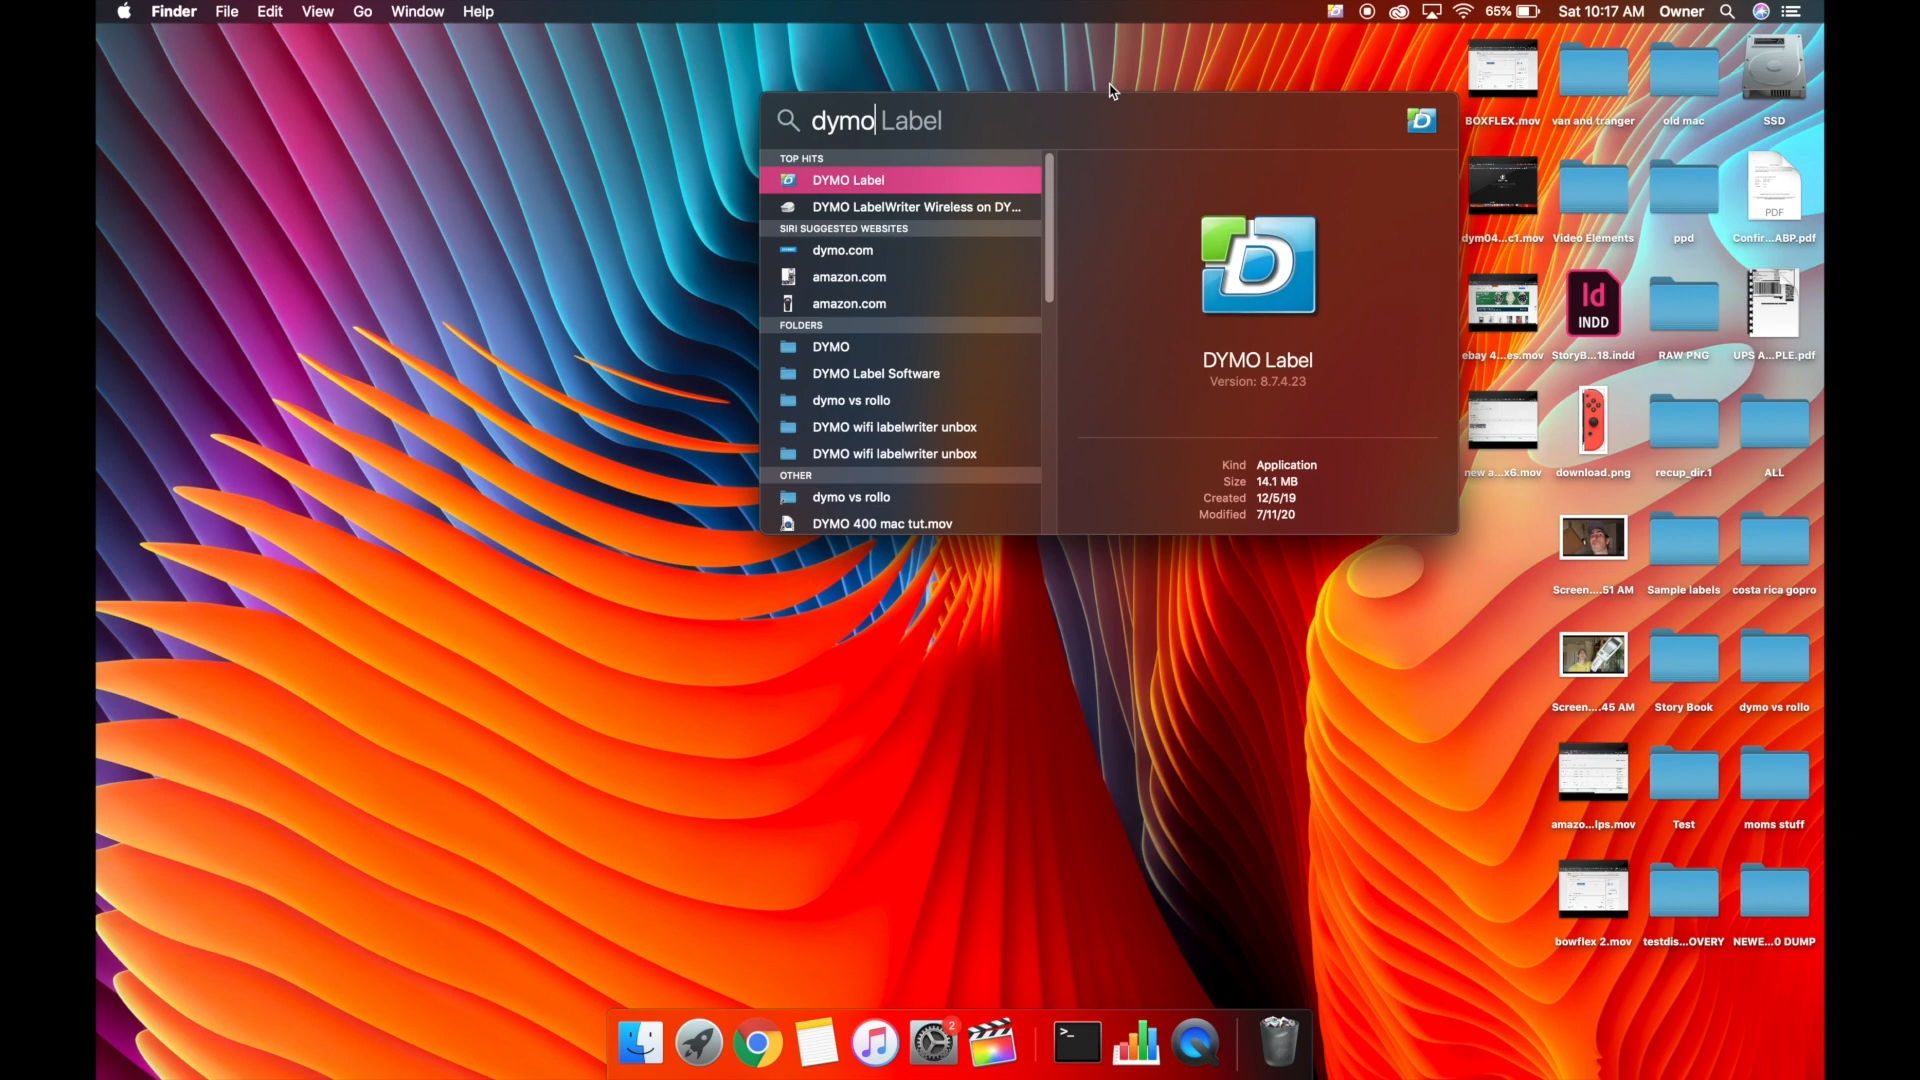 Finder File Edit View Go Window Help 65% Sat 10:17 AM Owner
dymo Label
TOP HITS
DYMO Label
DYMO LabelWriter Wireless on DY...
SIRI SUGGESTED WEBSITES
dymo.com
amazon.com
amazon.com
FOLDERS
DYMO
DYMO Label Software
dymo vs rollo
DYMO wifi labelwriter unbox
DYMO wifi labelwriter unbox
OTHER
dymo vs rollo
DYMO 400 mac tut.mov
DYMO Label
Version: 8.7.4.23
Kind Application
Size 14.1 MB
Created 12/5/19
Modified 7/11/20
BOXFLEX.mov van and tranger old mac SSD
PDF
dym04...c1.mov Video Elements ppd Confir...ABP.pdf
Id
INDD
ebay 4...es.mov StoryB...18.indd RAW PNG UPS A...PLE.pdf
new a...x6.mov download.png recup_dir.1 ALL
Screen....51 AM Sample labels costa rica gopro
Screen....45 AM Story Book dymo vs rollo
amazo...lps.mov Test moms stuff
bowflex 2.mov testdis...OVERY NEWE...0 DUMP
2